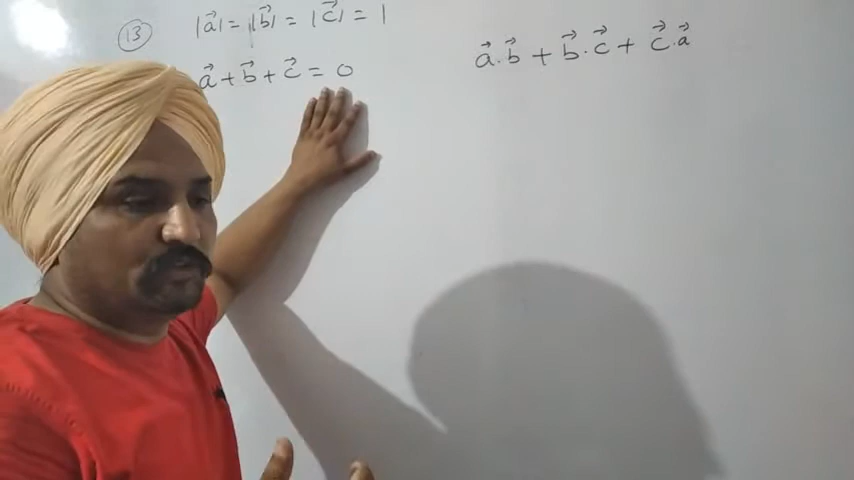 (13) |a⃗| = |b⃗| = |c⃗| = 1
a⃗ + b⃗ + c⃗ = 0
a⃗.b⃗ + b⃗.c⃗ + c⃗.a⃗